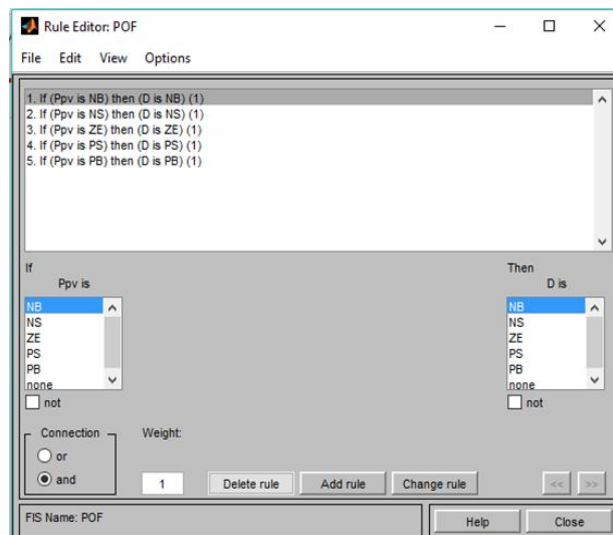 Rule Editor: POF
File Edit View Options
1. If (Ppv is NB) then (D is NB) (1)
2. If (Ppv is NS) then (D is NS) (1)
3. If (Ppv is ZE) then (D is ZE) (1)
4. If (Ppv is PS) then (D is PS) (1)
5. If (Ppv is PB) then (D is PB) (1)
If
Ppv is
NB
NS
ZE
PS
PB
none
not
Then
D is
NB
NS
ZE
PS
PB
none
not
Connection
or
and
Weight:
1
Delete rule Add rule Change rule << >>
FIS Name: POF
Help Close